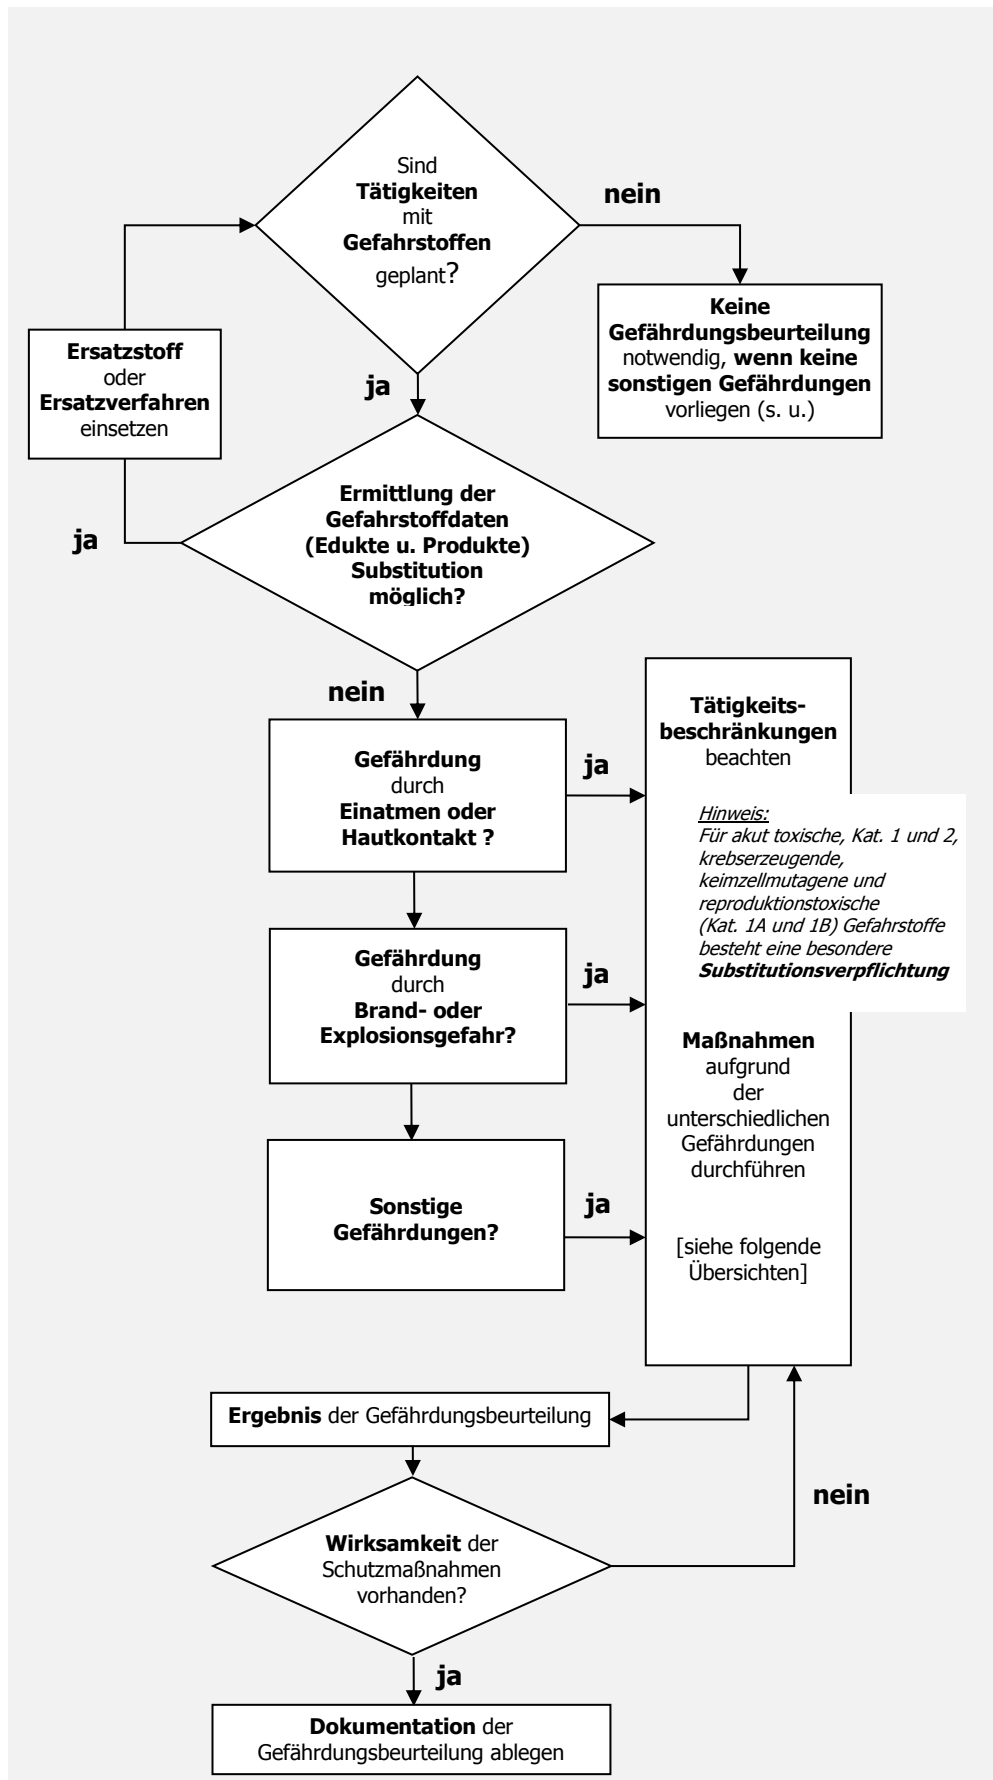 Sind
Tätigkeiten
mit
Gefahrstoffen
geplant?
nein
Keine
Gefährdungsbeurteilung
notwendig, wenn keine
sonstigen Gefährdungen
vorliegen (s. u.)
Ersatzstoff
oder
Ersatzverfahren
einsetzen
ja
Ermittlung der
Gefahrstoffdaten
(Edukte u. Produkte)
Substitution
möglich?
ja
nein
Gefährdung
durch
Einatmen oder
Hautkontakt ?
ja
Tätigkeits-
beschränkungen
beachten
Hinweis:
Für akut toxische, Kat. 1 und 2,
krebserzeugende,
keimzellmutagene und
reproduktionstoxische
(Kat. 1A und 1B) Gefahrstoffe
besteht eine besondere
Substitutionsverpflichtung
Gefährdung
durch
Brand- oder
Explosionsgefahr?
ja
Maßnahmen
aufgrund
der
unterschiedlichen
Gefährdungen
durchführen
Sonstige
Gefährdungen?
ja
[siehe folgende
Übersichten]
Ergebnis der Gefährdungsbeurteilung
nein
Wirksamkeit der
Schutzmaßnahmen
vorhanden?
ja
Dokumentation der
Gefährdungsbeurteilung ablegen